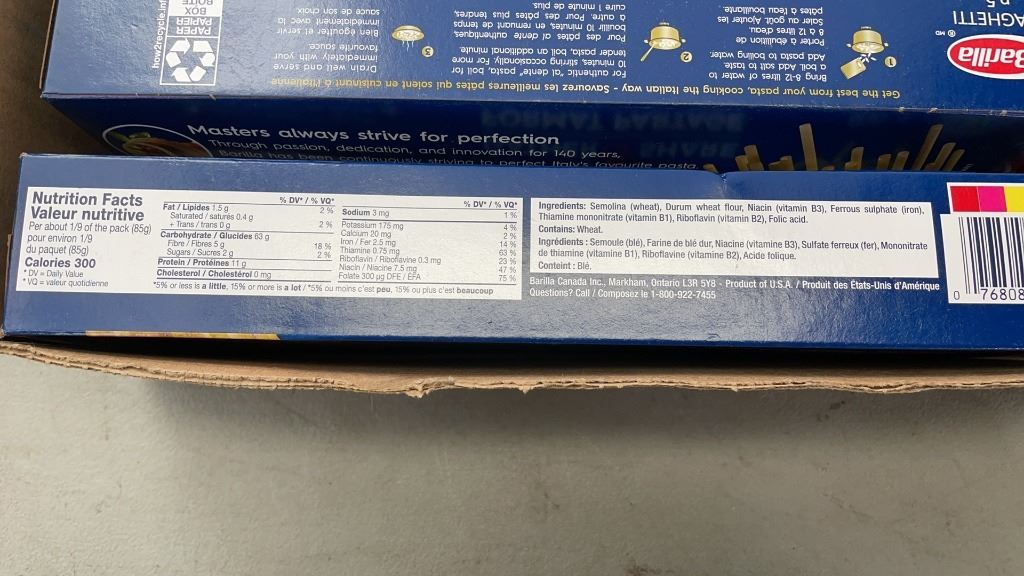 Get the best from your pasta, cooking, the Italian way - Savourez les meilleures pâtes qui soient en cuisinant à l'italienne
1
Bring 2-12 litres of water to
a boil. Add salt to taste
Add pasta to boiling water.
Porter à ébullition de
8 à 12 litres d'eau.
Saler au goût. Ajouter les
pâtes à l'eau bouillante.
2
For authentic "al dente" pasta, boil for
10 minutes, stirring occasionally. For more
tender pasta, boil an additional minute.
Pour des pâtes al dente authentiques,
bouillir 10 minutes, en remuant de temps
à autre. Pour des pâtes plus tendres,
cuire 1 minute de plus
3
Drain well and serve
immediately with your
favourite sauce
Bien égoutter et servir
immédiatement avec la
sauce de son choix
how2recycle.inf
PAPER
BOX
PAPIER
BOÎTE
Barilla
MD
AGHETTI
n.5
Masters always strive for perfection
Through passion, dedication, and innovation for 140 years,
Barilla has been continuously striving to perfect Italy's favourite pasta.
Nutrition Facts
Valeur nutritive
Per about 1/9 of the pack (85g)
pour environ 1/9
du paquet (85g)
Calories 300
* DV = Daily Value
* VQ = valeur quotidienne
% DV* / % VQ*
Fat / Lipides 1.5 g 2 %
Saturated / saturés 0.4 g
+ Trans / trans 0 g 2 %
Carbohydrate / Glucides 63 g
Fibre / Fibres 5 g 18 %
Sugars / Sucres 2 g 2 %
Protein / Protéines 11 g
Cholesterol / Cholestérol 0 mg
% DV* / % VQ*
Sodium 3 mg 1 %
Potassium 175 mg 4 %
Calcium 20 mg 2 %
Iron / Fer 2.5 mg 14 %
Thiamine 0.75 mg 63 %
Riboflavin / Riboflavine 0.3 mg 23 %
Niacin / Niacine 7.5 mg 47 %
Folate 300 µg DFE / ÉFA 75 %
*5% or less is a little, 15% or more is a lot / *5% ou moins c'est peu, 15% ou plus c'est beaucoup
Ingredients: Semolina (wheat), Durum wheat flour, Niacin (vitamin B3), Ferrous sulphate (iron),
Thiamine mononitrate (vitamin B1), Riboflavin (vitamin B2), Folic acid.
Contains: Wheat.
Ingrédients : Semoule (blé), Farine de blé dur, Niacine (vitamine B3), Sulfate ferreux (fer), Mononitrate
de thiamine (vitamine B1), Riboflavine (vitamine B2), Acide folique.
Contient : Blé.
Barilla Canada Inc., Markham, Ontario L3R 5Y8 - Product of U.S.A. / Produit des États-Unis d'Amérique
Questions? Call / Composez le 1-800-922-7455
0 76808